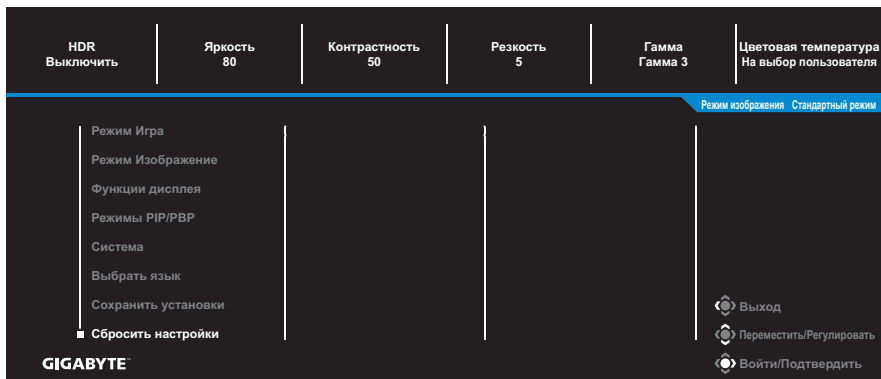 HDR
Выключить
Яркость
80
Контрастность
50
Резкость
5
Гамма
Гамма 3
Цветовая температура
На выбор пользователя
Режим изображения Стандартный режим
Режим Игра
Режим Изображение
Функции дисплея
Режимы PIP/PBP
Система
Выбрать язык
Сохранить установки
Сбросить настройки
Выход
Переместить/Регулировать
Войти/Подтвердить
GIGABYTE™